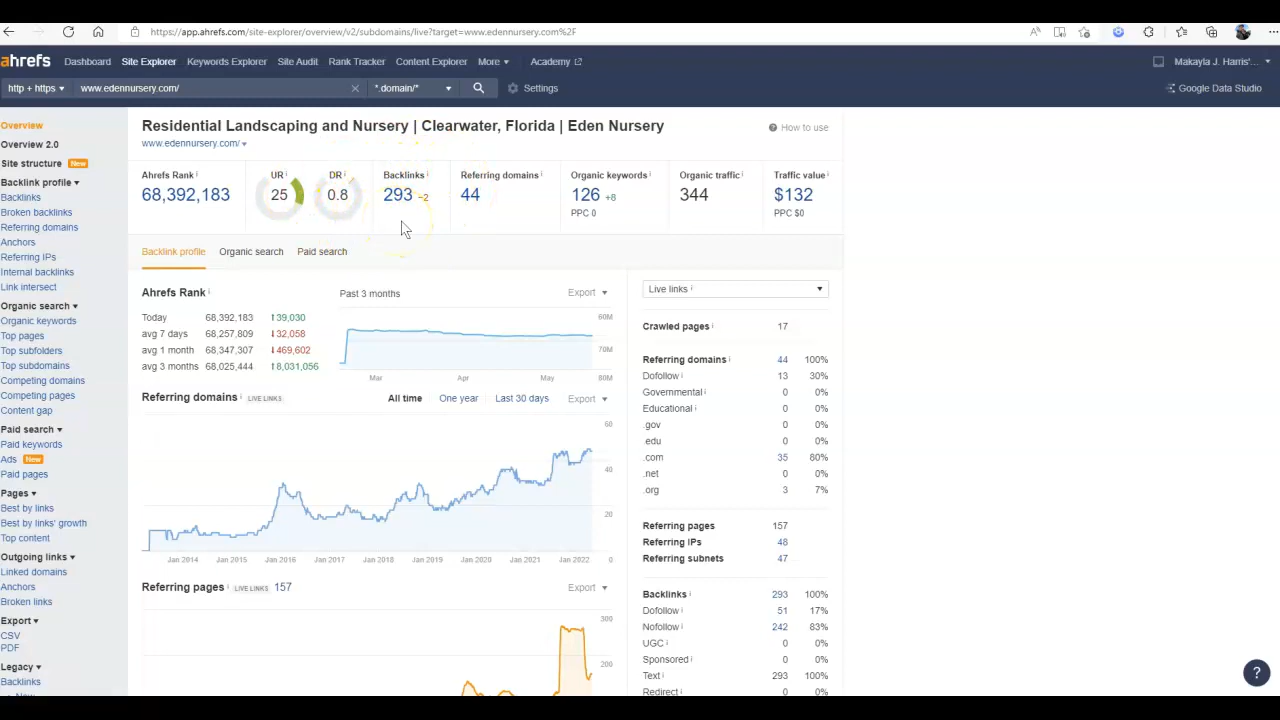 https://app.ahrefs.com/site-explorer/overview/v2/subdomains/live?target=www.edennursery.com%2F
ahrefs Dashboard Site Explorer Keywords Explorer Site Audit Rank Tracker Content Explorer More Academy Makayla J. Harris'...
http + https www.edennursery.com/ *.domain/* Settings Google Data Studio
Overview
Overview 2.0
Site structure New
Backlink profile
Backlinks
Broken backlinks
Referring domains
Anchors
Referring IPs
Internal backlinks
Link intersect
Organic search
Organic keywords
Top pages
Top subfolders
Top subdomains
Competing domains
Competing pages
Content gap
Paid search
Paid keywords
Ads New
Paid pages
Pages
Best by links
Best by links' growth
Top content
Outgoing links
Linked domains
Anchors
Broken links
Export
CSV
PDF
Legacy
Backlinks
Residential Landscaping and Nursery | Clearwater, Florida | Eden Nursery
? How to use
www.edennursery.com/
Ahrefs Rank UR DR Backlinks Referring domains Organic keywords Organic traffic Traffic value
68,392,183 25 0.8 293 −2 44 126 +8 344 $132
PPC 0 PPC $0
Backlink profile Organic search Paid search
Ahrefs Rank Past 3 months Export
Today 68,392,183 ↑39,030
avg 7 days 68,257,809 ↓32,058
avg 1 month 68,347,307 ↓469,602
avg 3 months 68,025,444 ↑8,031,056
60M
70M
80M
Mar Apr May
Referring domains LIVE LINKS All time One year Last 30 days Export
60
40
20
0
Jan 2014 Jan 2015 Jan 2016 Jan 2017 Jan 2018 Jan 2019 Jan 2020 Jan 2021 Jan 2022
Referring pages LIVE LINKS 157 Export
300
200
Live links
Crawled pages 17
Referring domains 44 100%
Dofollow 13 30%
Governmental 0 0%
Educational 0 0%
.gov 0 0%
.edu 0 0%
.com 35 80%
.net 0 0%
.org 3 7%
Referring pages 157
Referring IPs 48
Referring subnets 47
Backlinks 293 100%
Dofollow 51 17%
Nofollow 242 83%
UGC 0 0%
Sponsored 0 0%
Text 293 100%
Redirect 0 0%
?